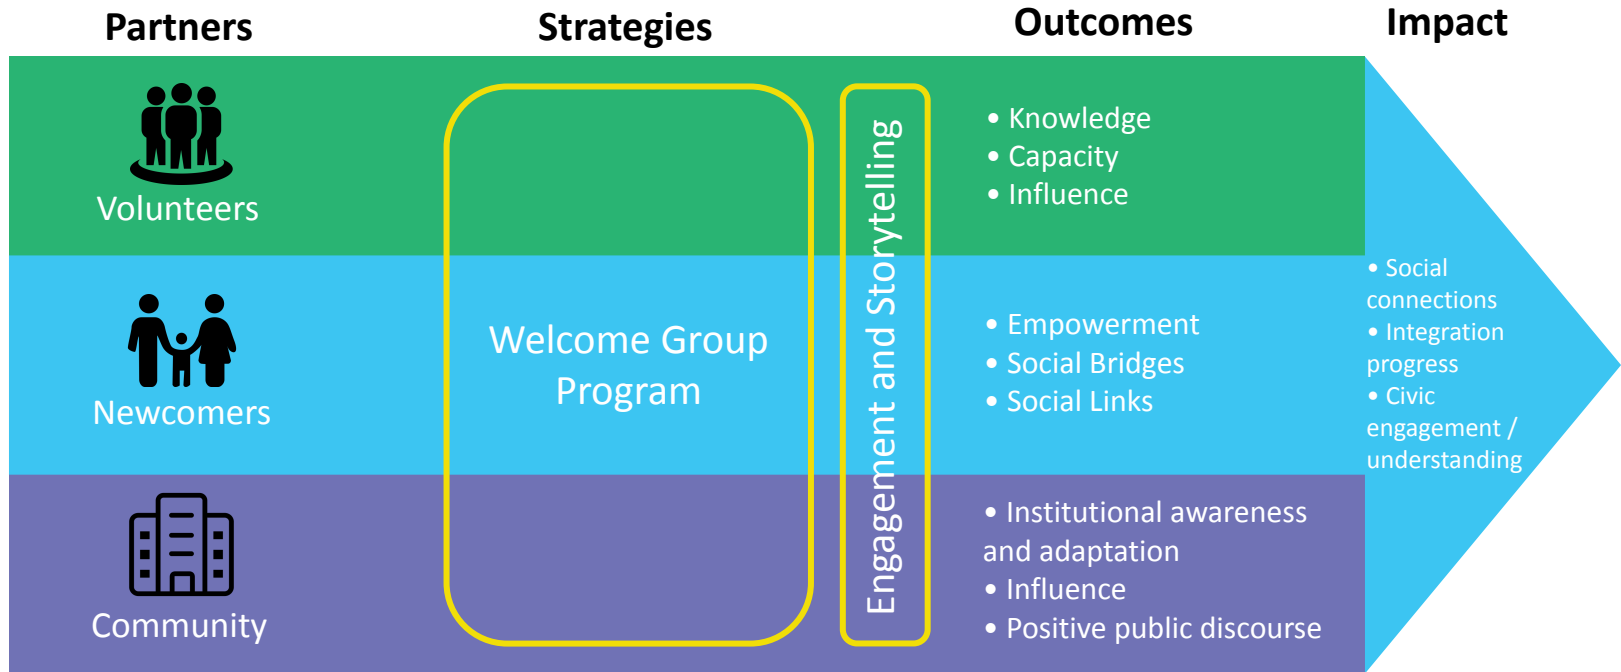 Partners
Strategies
Outcomes
Impact
Volunteers
Newcomers
Community
Welcome Group
Program
Engagement and Storytelling
• Knowledge
• Capacity
• Influence
• Empowerment
• Social Bridges
• Social Links
• Institutional awareness
and adaptation
• Influence
• Positive public discourse
• Social
connections
• Integration
progress
• Civic
engagement /
understanding